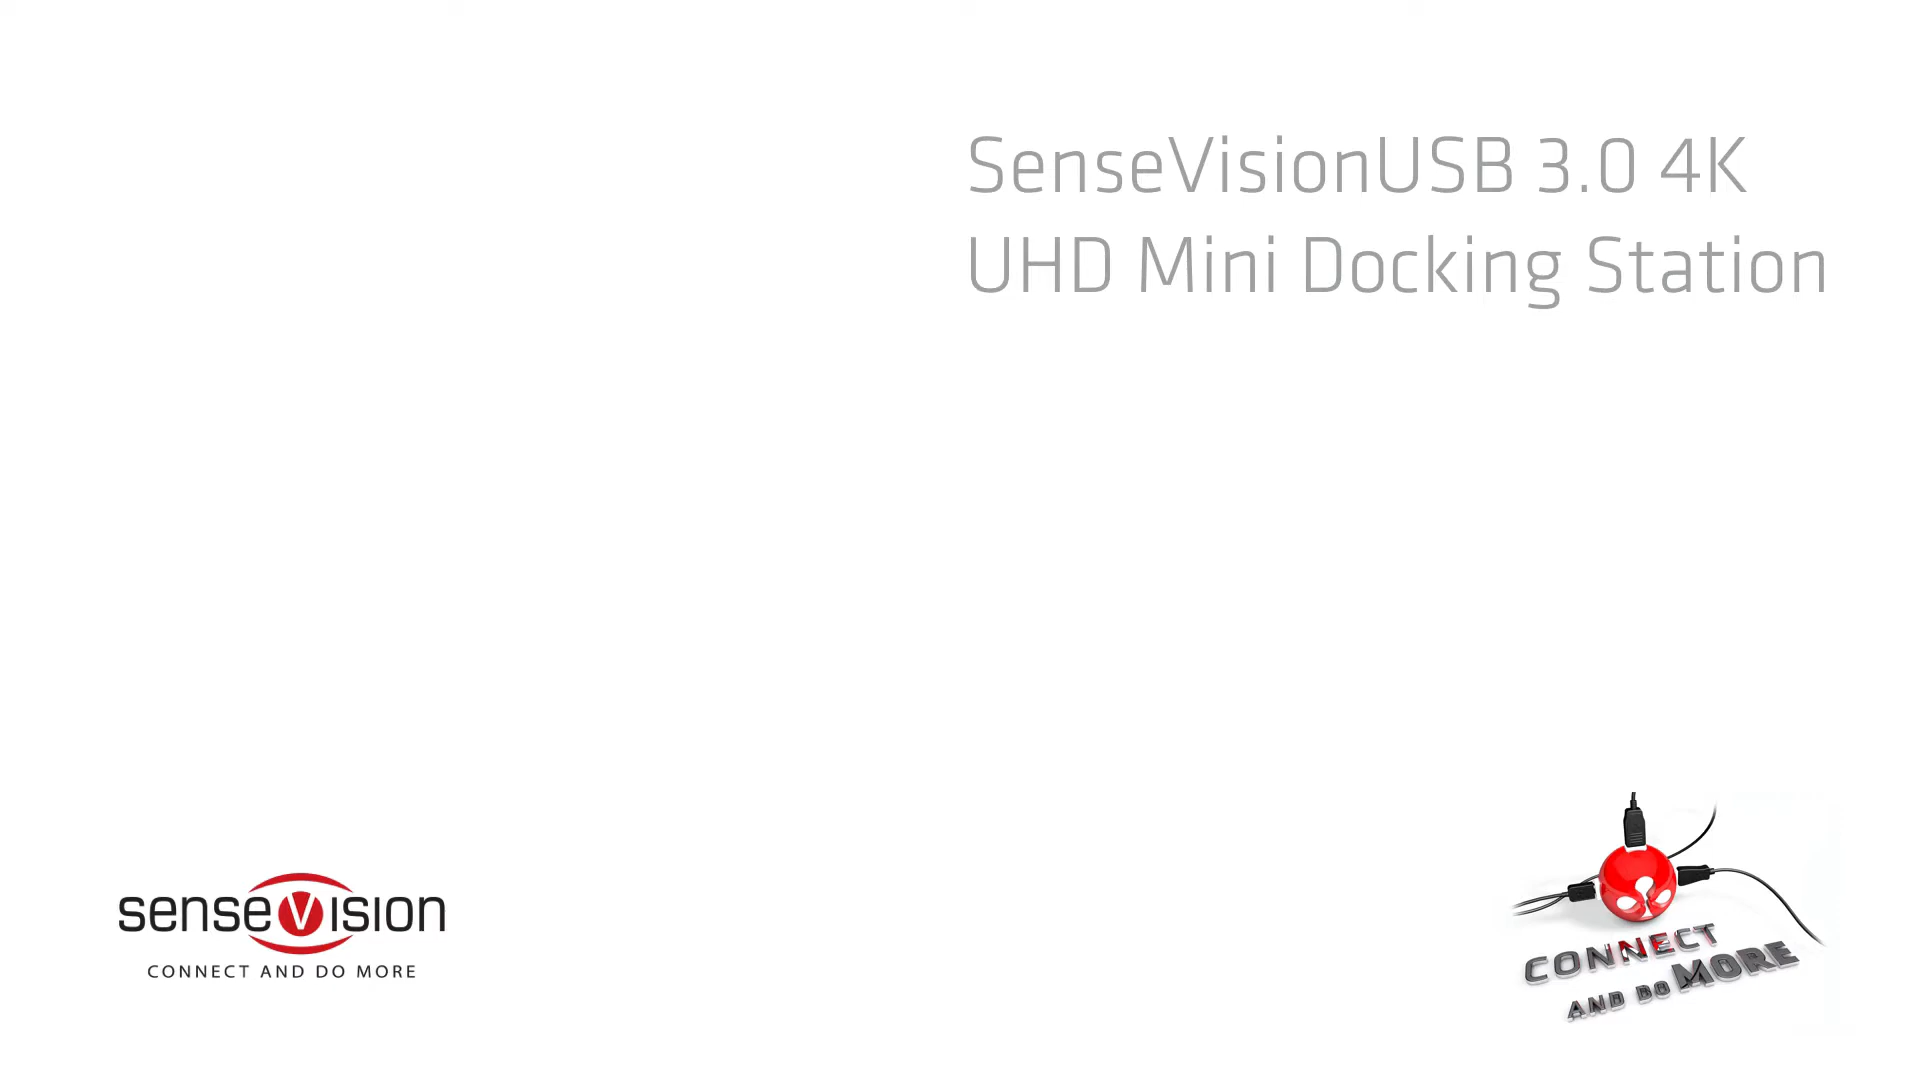 SenseVisionUSB 3.0 4K
UHD Mini Docking Station
senseVision
CONNECT AND DO MORE
CONNECT
AND DO MORE